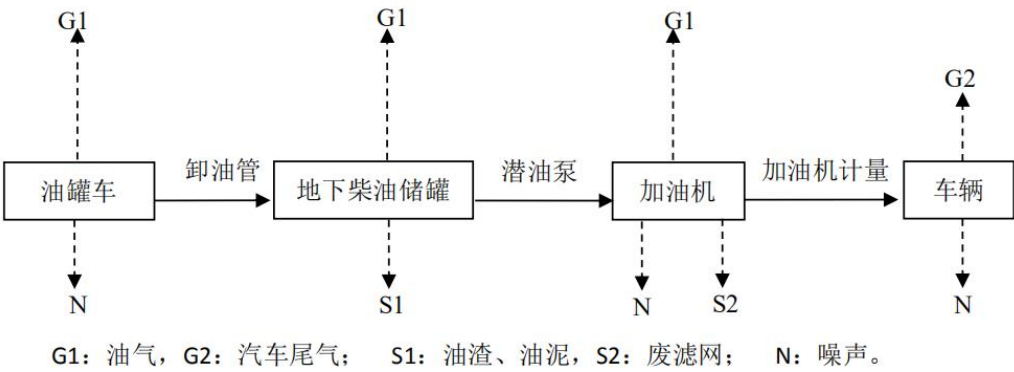 G1 G1 G1
G2
卸油管 潜油泵 加油机计量
油罐车 地下柴油储罐 加油机 车辆
N S1 N S2 N
G1：油气，G2：汽车尾气； S1：油渣、油泥，S2：废滤网； N：噪声。